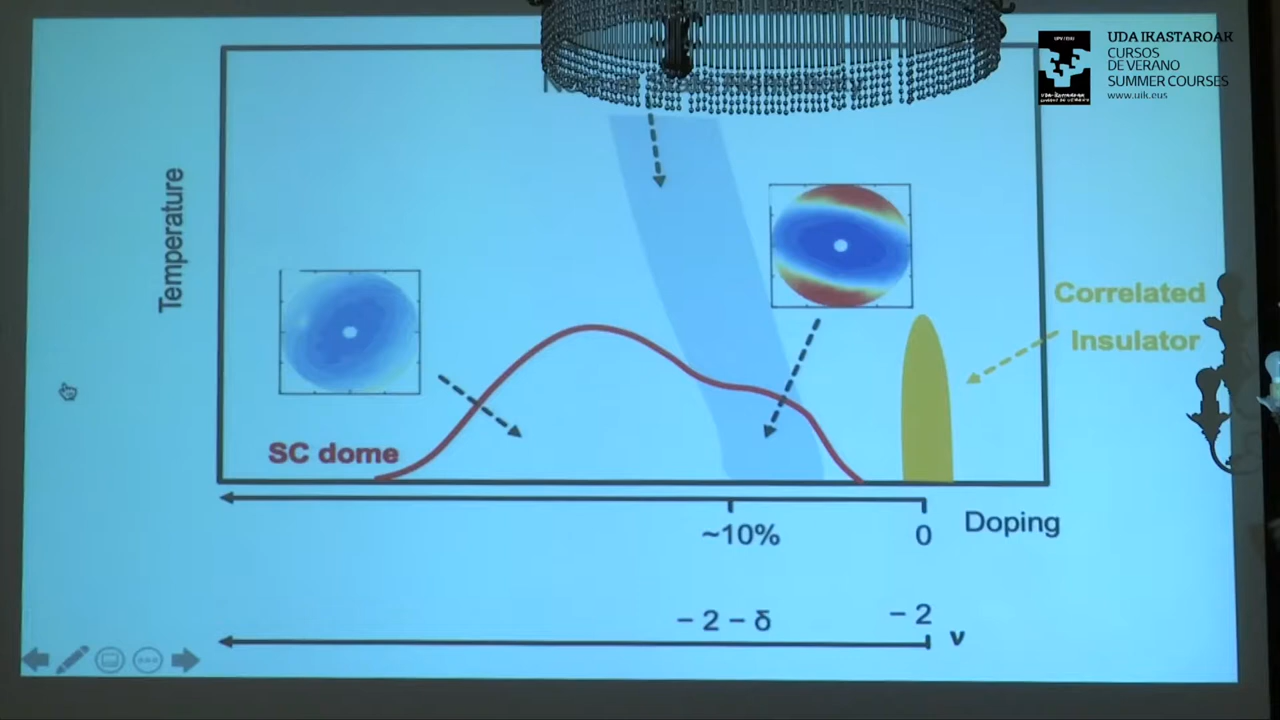 UDA IKASTAROAK
CURSOS
DE VERANO
SUMMER COURSES
www.uik.eus
Temperature
Correlated
Insulator
SC dome
~10%
0
Doping
− 2 − δ
− 2
ν